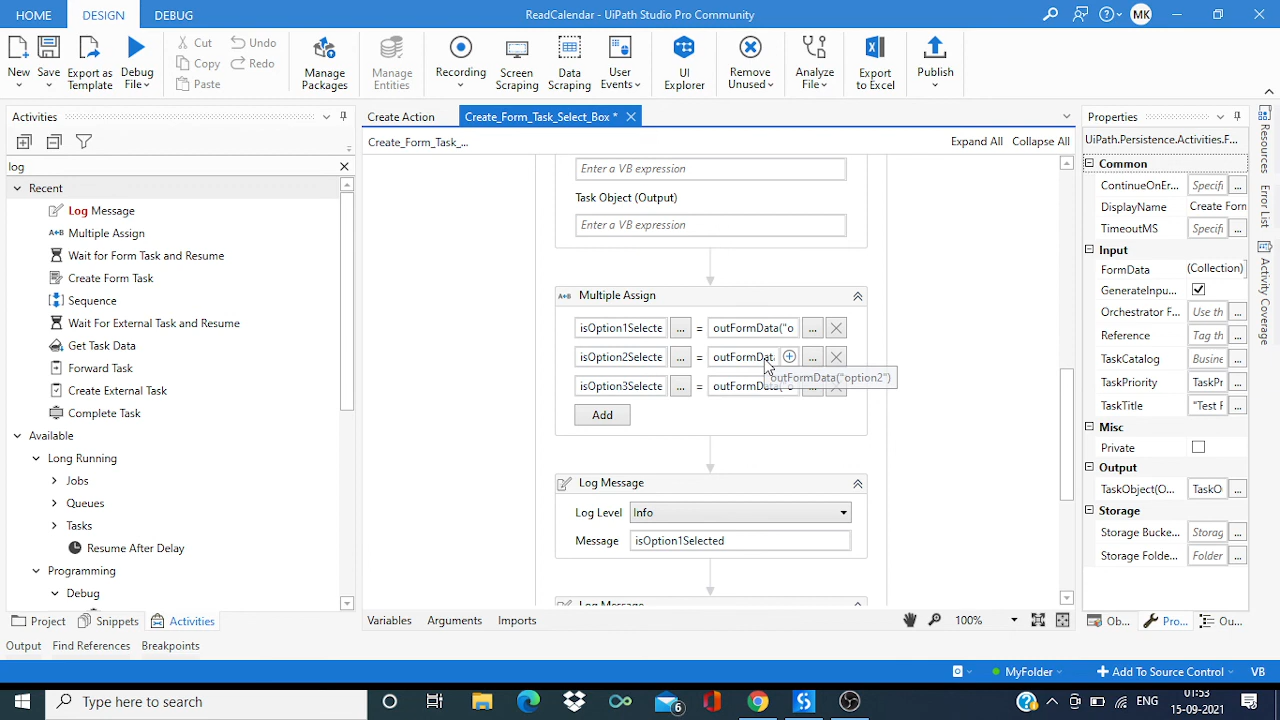 HOME DESIGN DEBUG
ReadCalendar - UiPath Studio Pro Community
MK
New
Save
Export as Template
Debug File
Cut
Copy
Paste
Undo
Redo
Manage Packages
Manage Entities
Recording
Screen Scraping
Data Scraping
User Events
UI Explorer
Remove Unused
Analyze File
Export to Excel
Publish
Activities
log
Recent
Log Message
Multiple Assign
Wait for Form Task and Resume
Create Form Task
Sequence
Wait For External Task and Resume
Get Task Data
Forward Task
Create External Task
Complete Task
Available
Long Running
Jobs
Queues
Tasks
Resume After Delay
Programming
Debug
Project Snippets Activities
Create Action Create_Form_Task_Select_Box *
Create_Form_Task_... Expand All Collapse All
Enter a VB expression
Task Object (Output)
Enter a VB expression
A+B Multiple Assign
isOption1Selecte ... = outFormData("o ...
isOption2Selecte ... = outFormDat ...
outFormData("option2")
isOption3Selecte ... = outFormData("o ...
Add
Log Message
Log Level Info
Message isOption1Selected
Log Message
Variables Arguments Imports 100%
Properties
UiPath.Persistence.Activities.F...
Common
ContinueOnEr... Specifi ...
DisplayName Create Form
TimeoutMS Specifi ...
Input
FormData (Collection) ...
GenerateInpu...
Orchestrator F... Use th ...
Reference Tag th ...
TaskCatalog Busine ...
TaskPriority TaskPr ...
TaskTitle "Test F ...
Misc
Private
Output
TaskObject(O... TaskO ...
Storage
Storage Bucke... Storag ...
Storage Folde... Folder ...
Ob... Pro... Ou...
Resources
Error List
Activity Coverage
Output Find References Breakpoints
MyFolder Add To Source Control VB
Type here to search
6
ENG
01:53
15-09-2021